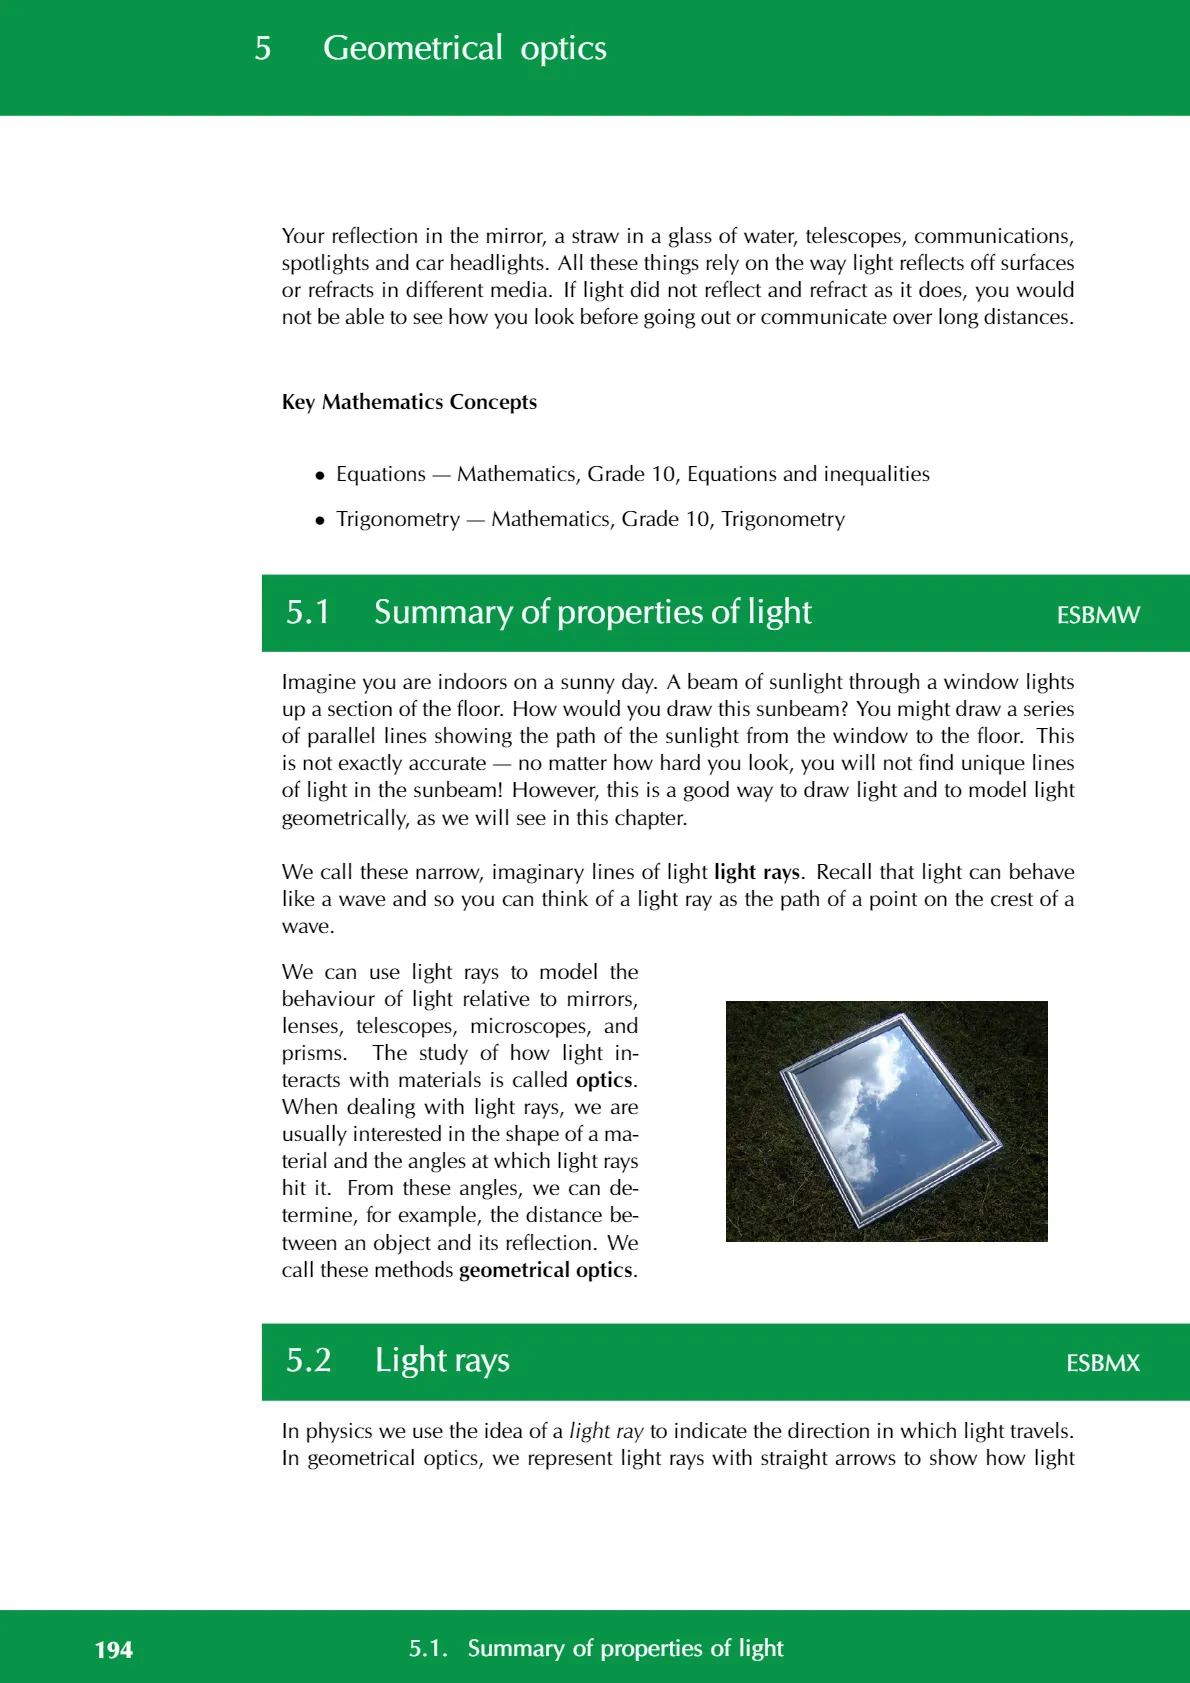 5 Geometrical optics
Your reflection in the mirror, a straw in a glass of water, telescopes, communications,
spotlights and car headlights. All these things rely on the way light reflects off surfaces
or refracts in different media. If light did not reflect and refract as it does, you would
not be able to see how you look before going out or communicate over long distances.
Key Mathematics Concepts
• Equations — Mathematics, Grade 10, Equations and inequalities
• Trigonometry — Mathematics, Grade 10, Trigonometry
5.1 Summary of properties of light ESBMW
Imagine you are indoors on a sunny day. A beam of sunlight through a window lights
up a section of the floor. How would you draw this sunbeam? You might draw a series
of parallel lines showing the path of the sunlight from the window to the floor. This
is not exactly accurate — no matter how hard you look, you will not find unique lines
of light in the sunbeam! However, this is a good way to draw light and to model light
geometrically, as we will see in this chapter.
We call these narrow, imaginary lines of light light rays. Recall that light can behave
like a wave and so you can think of a light ray as the path of a point on the crest of a
wave.
We can use light rays to model the
behaviour of light relative to mirrors,
lenses, telescopes, microscopes, and
prisms. The study of how light in-
teracts with materials is called optics.
When dealing with light rays, we are
usually interested in the shape of a ma-
terial and the angles at which light rays
hit it. From these angles, we can de-
termine, for example, the distance be-
tween an object and its reflection. We
call these methods geometrical optics.
5.2 Light rays ESBMX
In physics we use the idea of a light ray to indicate the direction in which light travels.
In geometrical optics, we represent light rays with straight arrows to show how light
194 5.1. Summary of properties of light